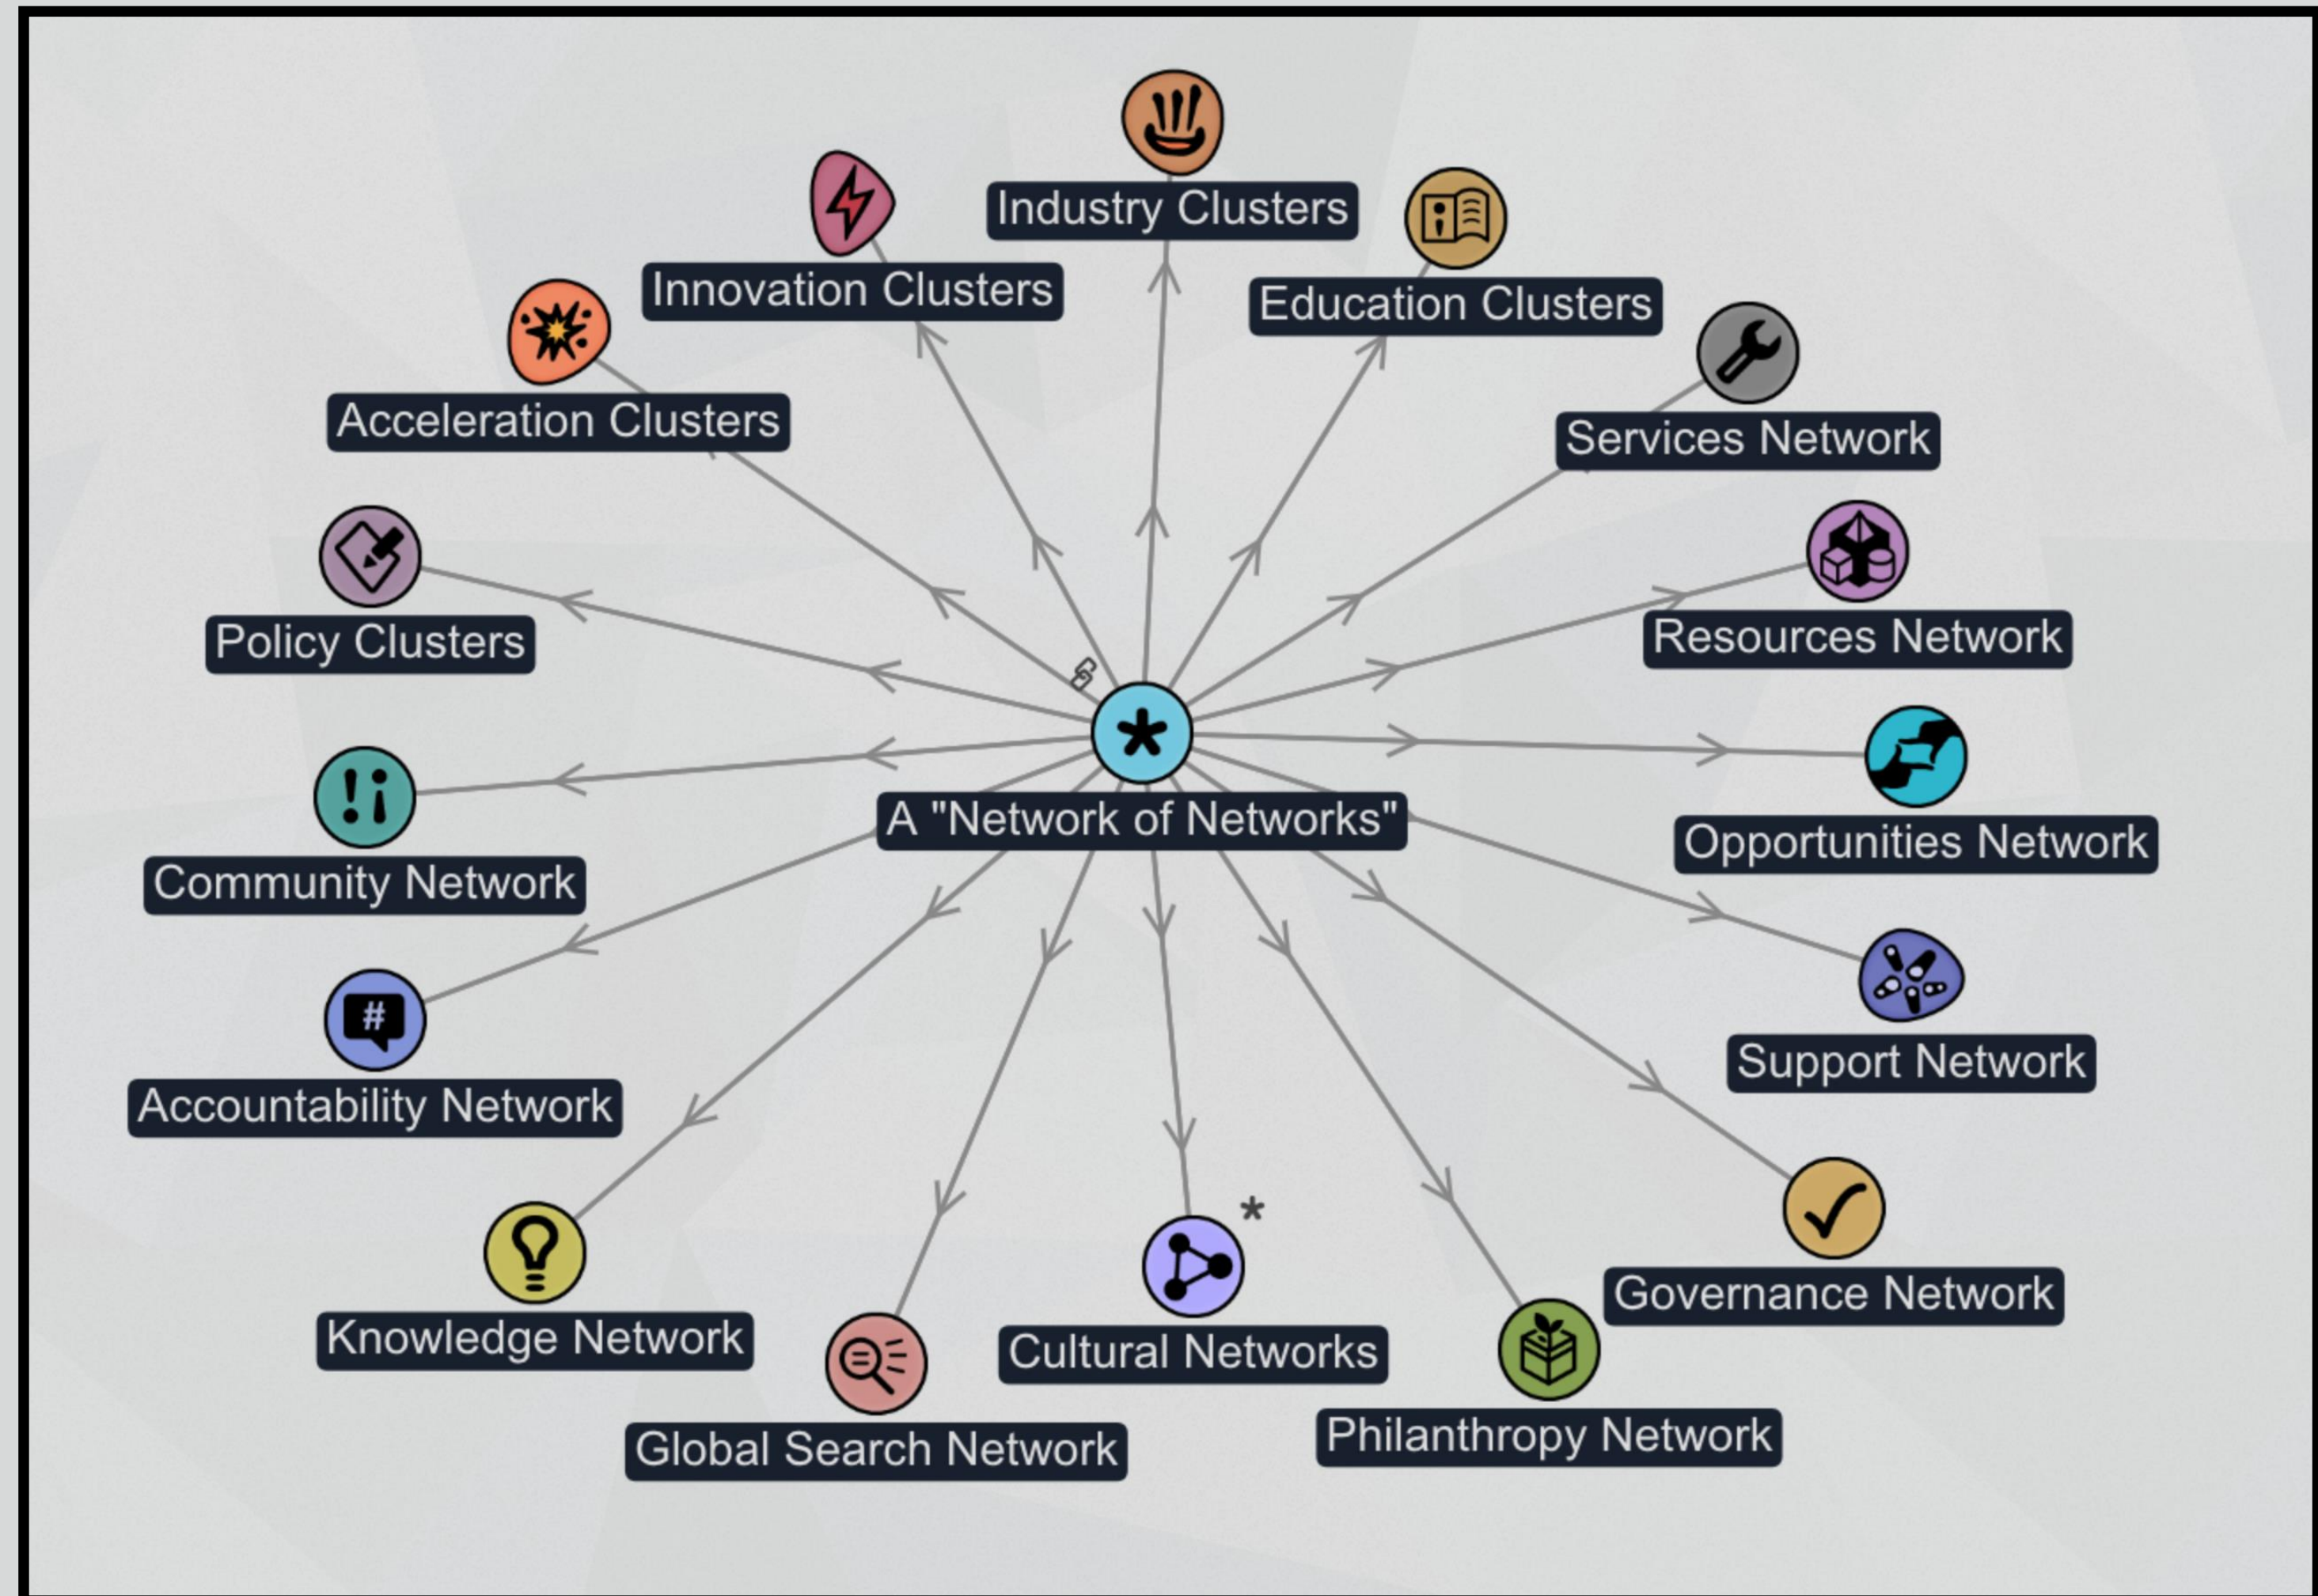 Industry Clusters
Innovation Clusters
Education Clusters
Acceleration Clusters
Services Network
Policy Clusters
Resources Network
A "Network of Networks"
Opportunities Network
Community Network
Support Network
#
Accountability Network
Governance Network
Knowledge Network
*
Cultural Networks
Philanthropy Network
Global Search Network